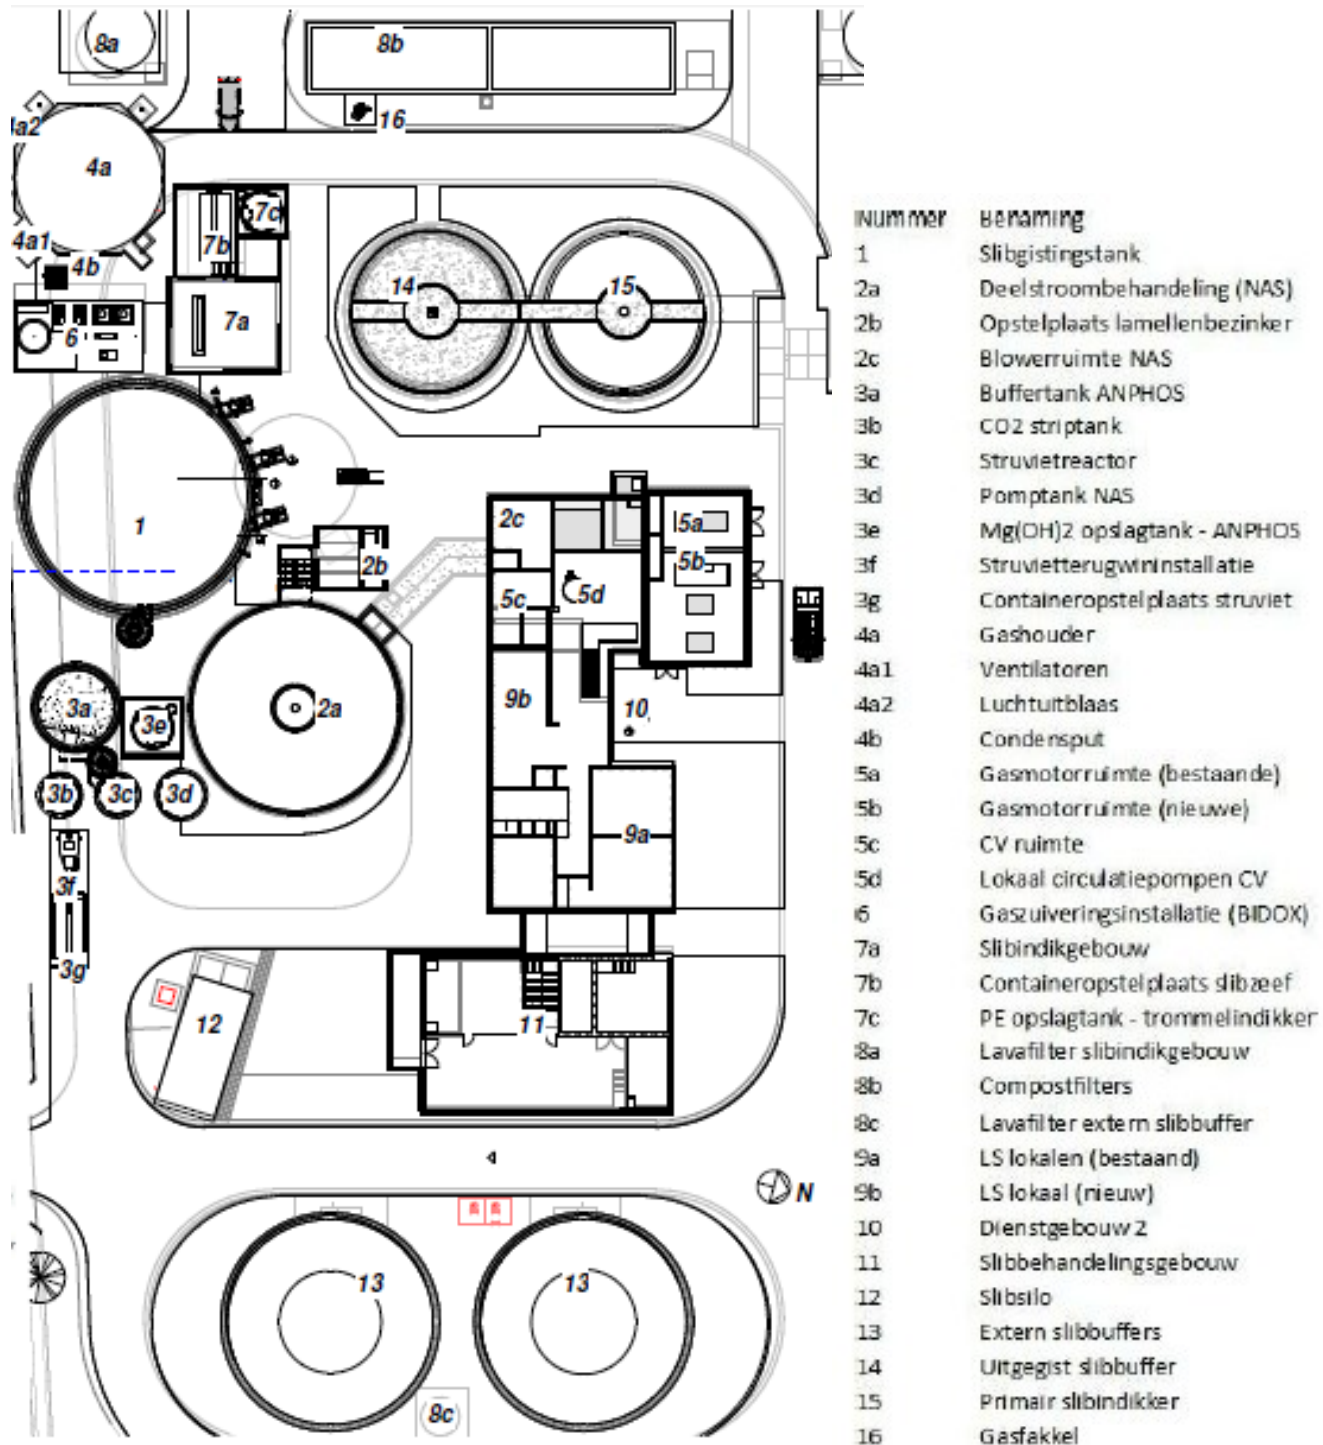 8a
8b
16
4a2
4a
7c
4a1
7b
4b
14
15
6
7a
1
2c
5a
2b
5b
5c
5d
3a
9b
10
3e
2a
3b
3c
3d
9a
3f
3g
12
11
N
13
13
8c
Nummer Benaming
1 Slibgistingstank
2a Deelstroombehandeling (NAS)
2b Opstelplaats lamellenbezinker
2c Blowerruimte NAS
3a Buffertank ANPHOS
3b CO2 striptank
3c Struvietreactor
3d Pomptank NAS
3e Mg(OH)2 opslagtank - ANPHOS
3f Struvietterugwininstallatie
3g Containeropstelplaats struviet
4a Gashouder
4a1 Ventilatoren
4a2 Luchtuitblaas
4b Condensput
5a Gasmotorruimte (bestaande)
5b Gasmotorruimte (nieuwe)
5c CV ruimte
5d Lokaal circulatiepompen CV
6 Gaszuiveringsinstallatie (BIDOX)
7a Slibindikgebouw
7b Containeropstelplaats slibzeef
7c PE opslagtank - trommelindikker
8a Lavafilter slibindikgebouw
8b Compostfilters
8c Lavafilter extern slibbuffer
9a LS lokalen (bestaand)
9b LS lokaal (nieuw)
10 Dienstgebouw 2
11 Slibbehandelingsgebouw
12 Slibsilo
13 Extern slibbuffers
14 Uitgegist slibbuffer
15 Primair slibindikker
16 Gasfakkel